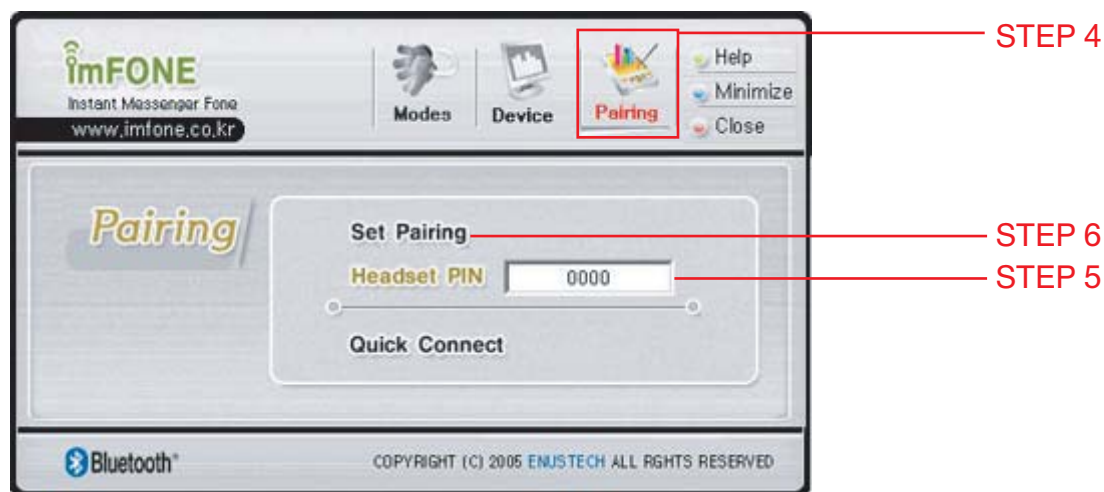 imFONE
Instant Messenger Fone
www.imfone.co.kr
Modes
Device
Pairing
Help
Minimize
Close
STEP 4
Pairing
Set Pairing
STEP 6
Headset PIN 0000
STEP 5
Quick Connect
Bluetooth®
COPYRIGHT (C) 2005 ENUSTECH ALL RGHTS RESERVED